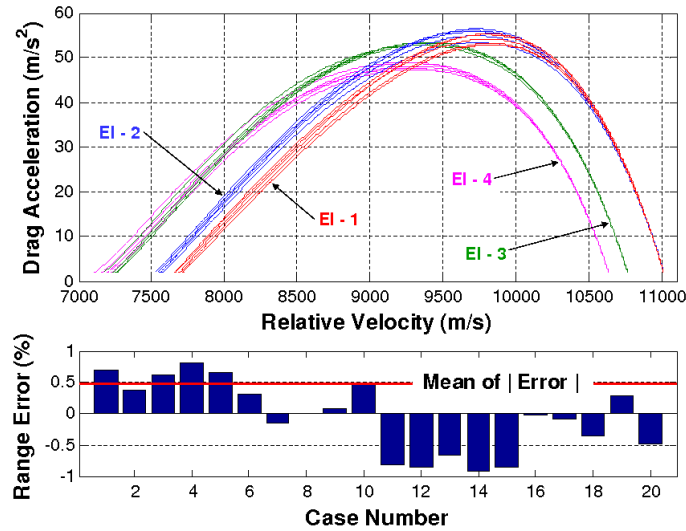 Drag Acceleration (m/s²)
60
50
40
30
20
10
0
EI - 2
EI - 1
EI - 4
EI - 3
7000 7500 8000 8500 9000 9500 10000 10500 11000
Relative Velocity (m/s)
Range Error (%)
1
0.5
0
-0.5
-1
Mean of | Error |
2 4 6 8 10 12 14 16 18 20
Case Number